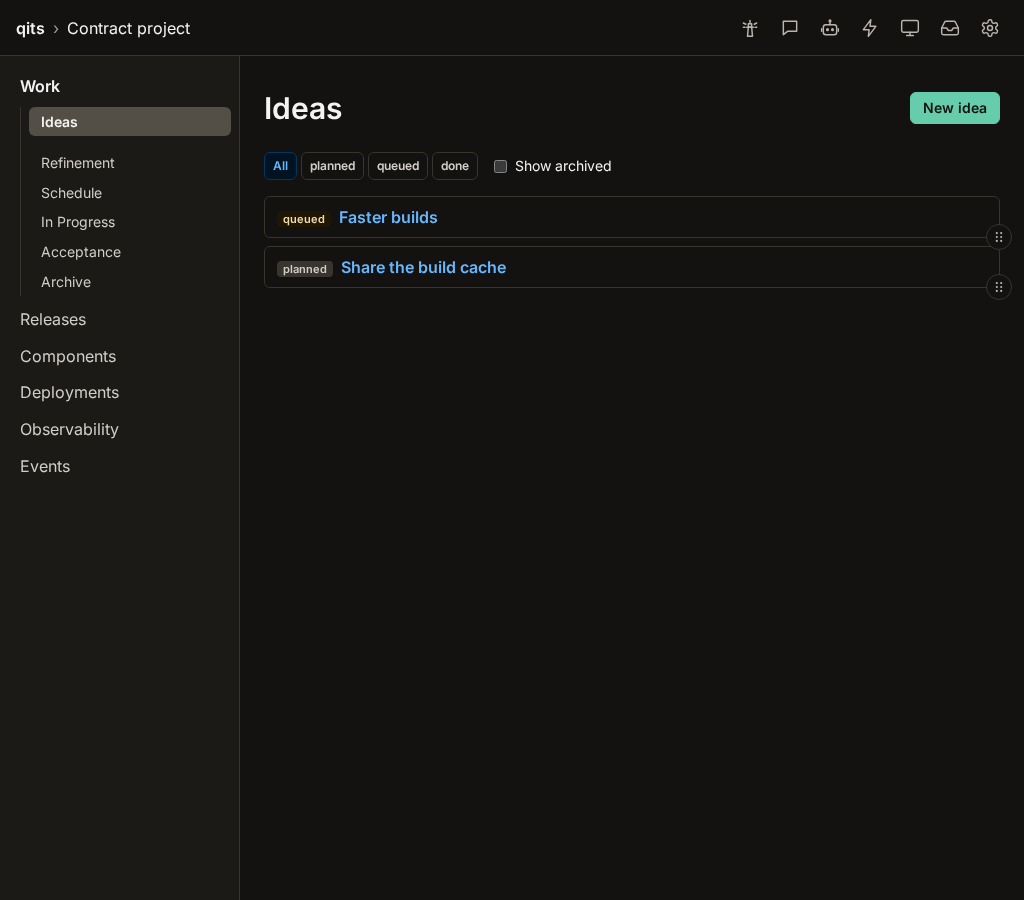 qits › Contract project
Work
Ideas
Refinement
Schedule
In Progress
Acceptance
Archive
Releases
Components
Deployments
Observability
Events
Ideas
New idea
All planned queued done Show archived
queued Faster builds
planned Share the build cache